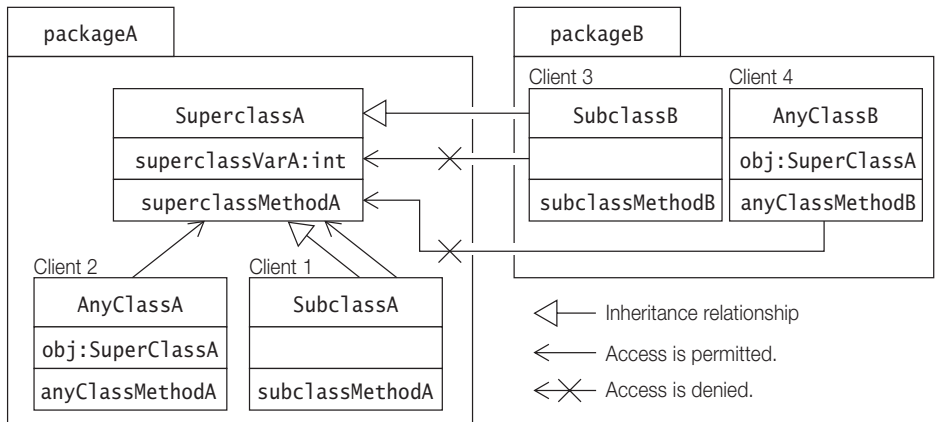 packageA
packageB
Client 3
Client 4
SuperclassA
SubclassB
AnyClassB
superclassVarA:int
obj:SuperClassA
superclassMethodA
subclassMethodB
anyClassMethodB
Client 2
Client 1
AnyClassA
SubclassA
obj:SuperClassA
anyClassMethodA
subclassMethodA
Inheritance relationship
Access is permitted.
Access is denied.